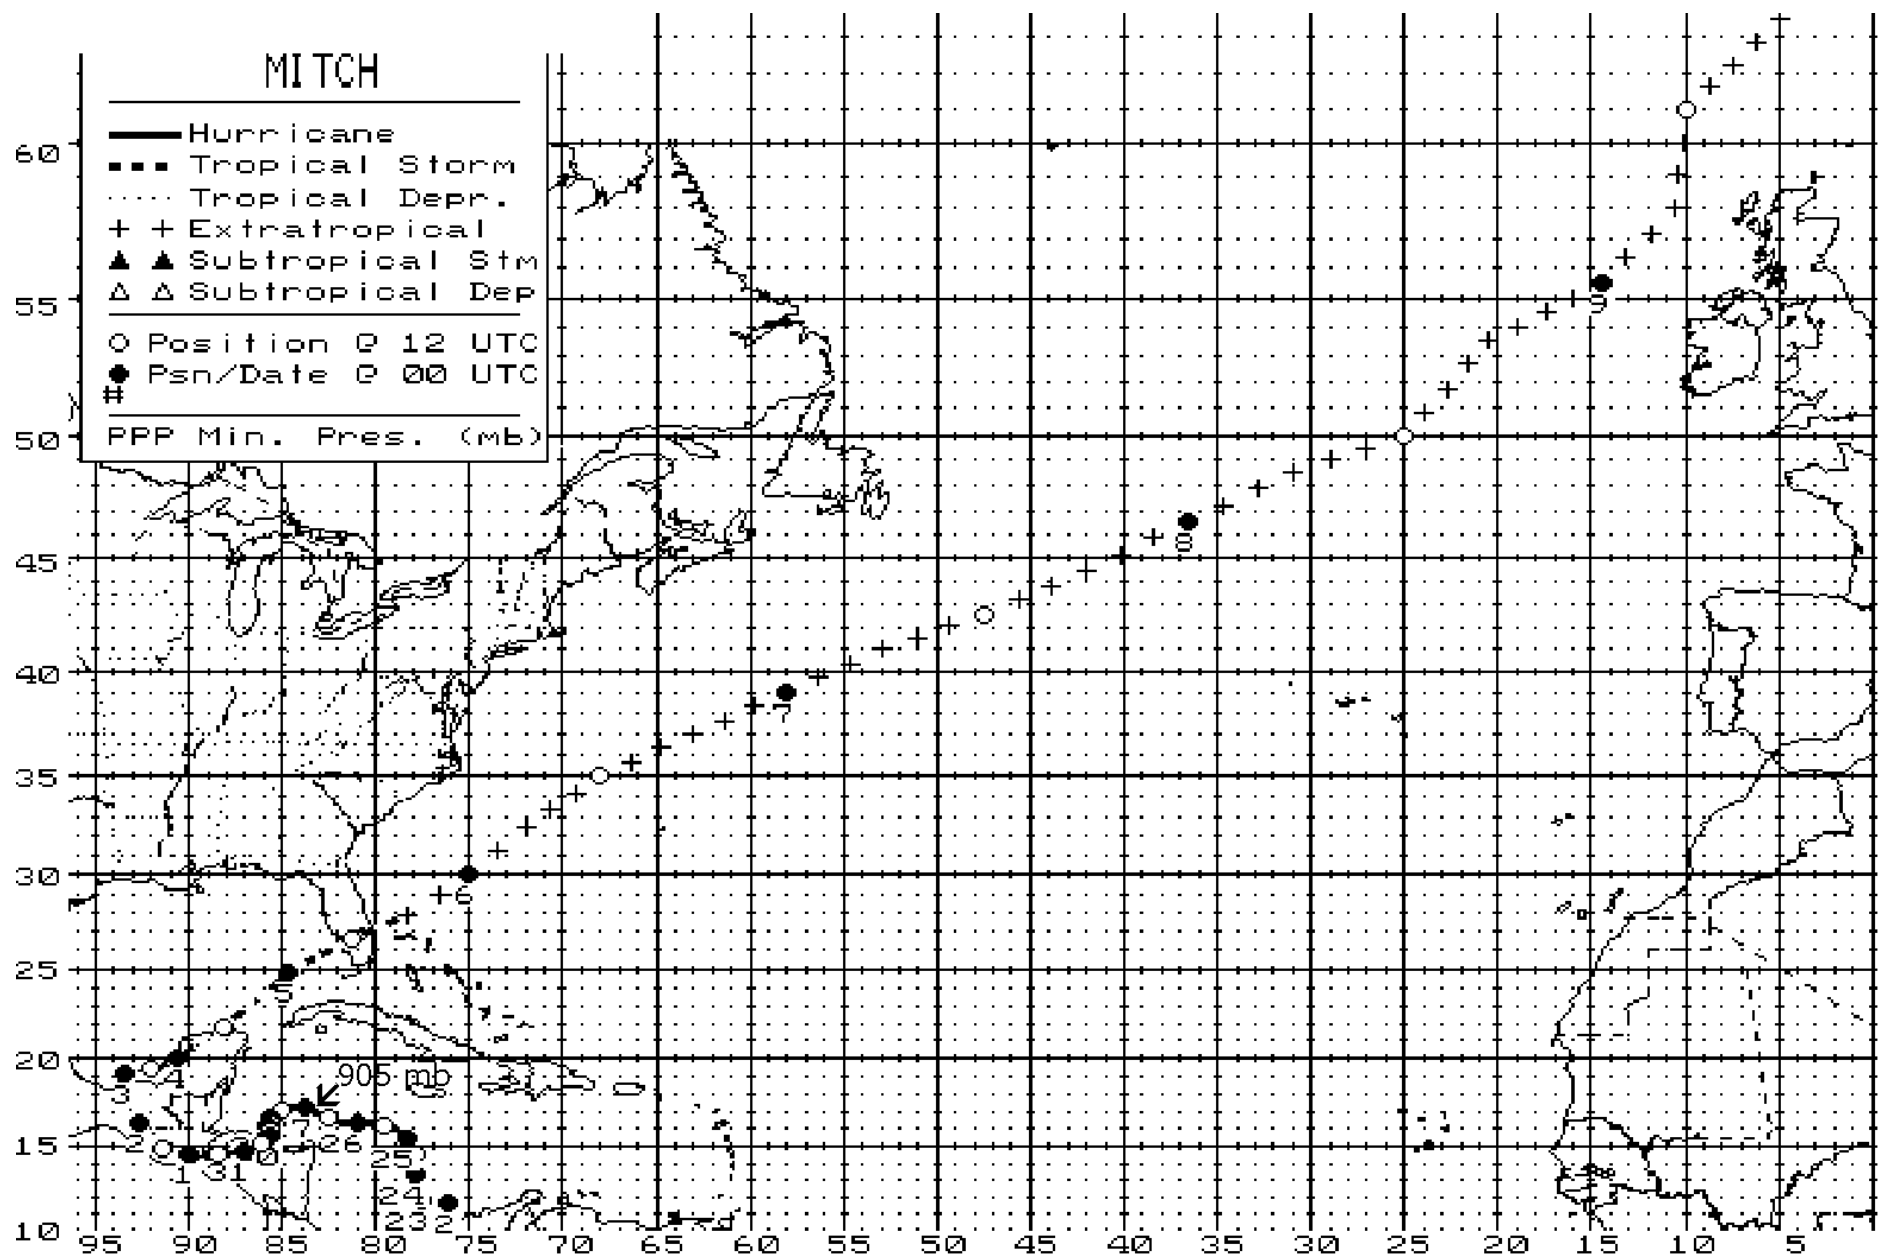 MITCH
Hurricane
Tropical Storm
Tropical Depr.
Extratropical
Subtropical Stm
Subtropical Dep
Position @ 12 UTC
Psn/Date @ 00 UTC
#
PPP Min. Pres. (mb)
60
55
9
50
8
45
40
7
35
30
6
25
5
20
905 mb
4
3
15
2
26
25
1
31
24
23
10
95 90 85 80 75 70 65 60 55 50 45 40 35 30 25 20 15 10 5